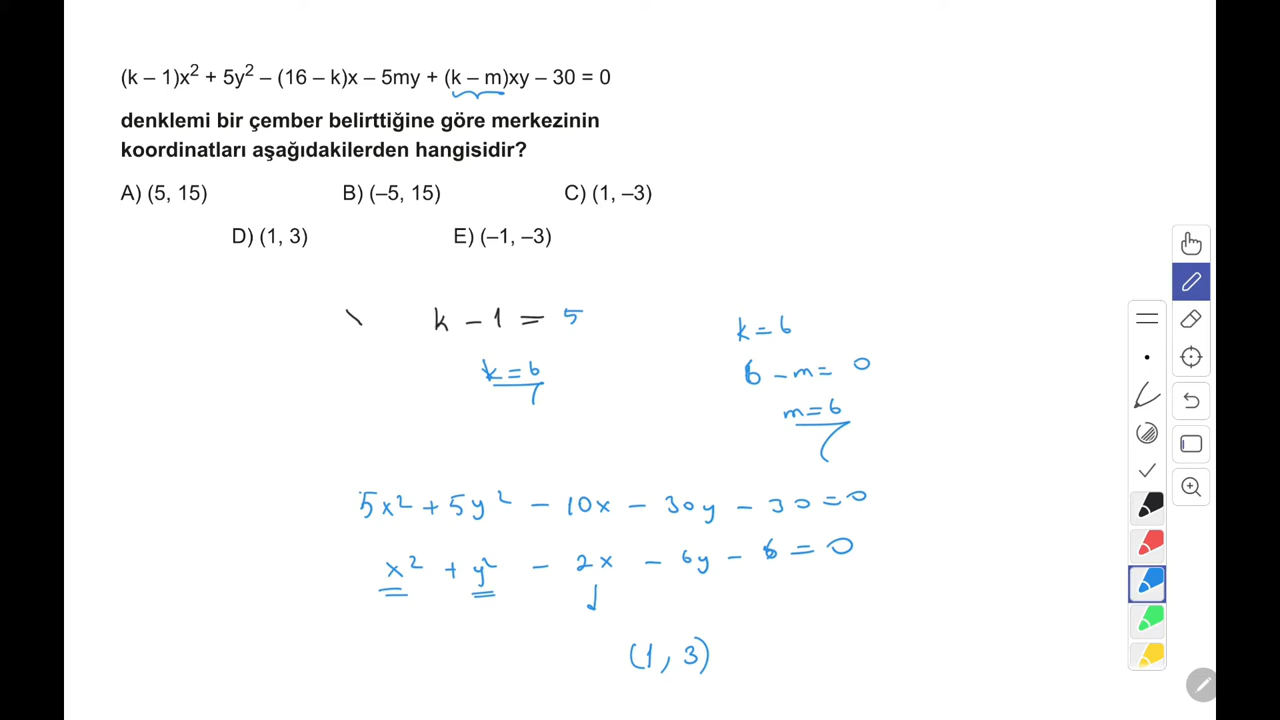 (k – 1)x² + 5y² – (16 – k)x – 5my + (k – m)xy – 30 = 0
denklemi bir çember belirttiğine göre merkezinin
koordinatları aşağıdakilerden hangisidir?
A) (5, 15) B) (–5, 15) C) (1, –3)
D) (1, 3) E) (–1, –3)
k – 1 = 5
k = 6
k = 6
6 – m = 0
m = 6
5x² + 5y² – 10x – 30y – 30 = 0
x² + y² – 2x – 6y – 6 = 0
(1, 3)